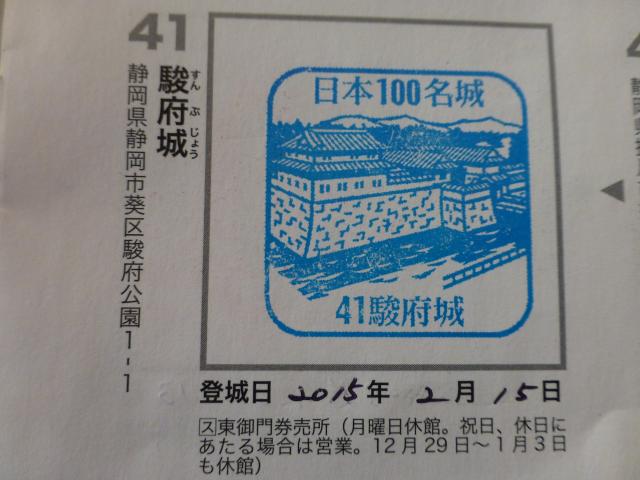 41
駿府城
すんぷじょう
静岡県静岡市葵区駿府公園1-1
日本100名城
41駿府城
登城日 2015年 2月 15日
ス東御門券売所（月曜日休館。祝日、休日に
あたる場合は営業。12月29日～1月3日
も休館）